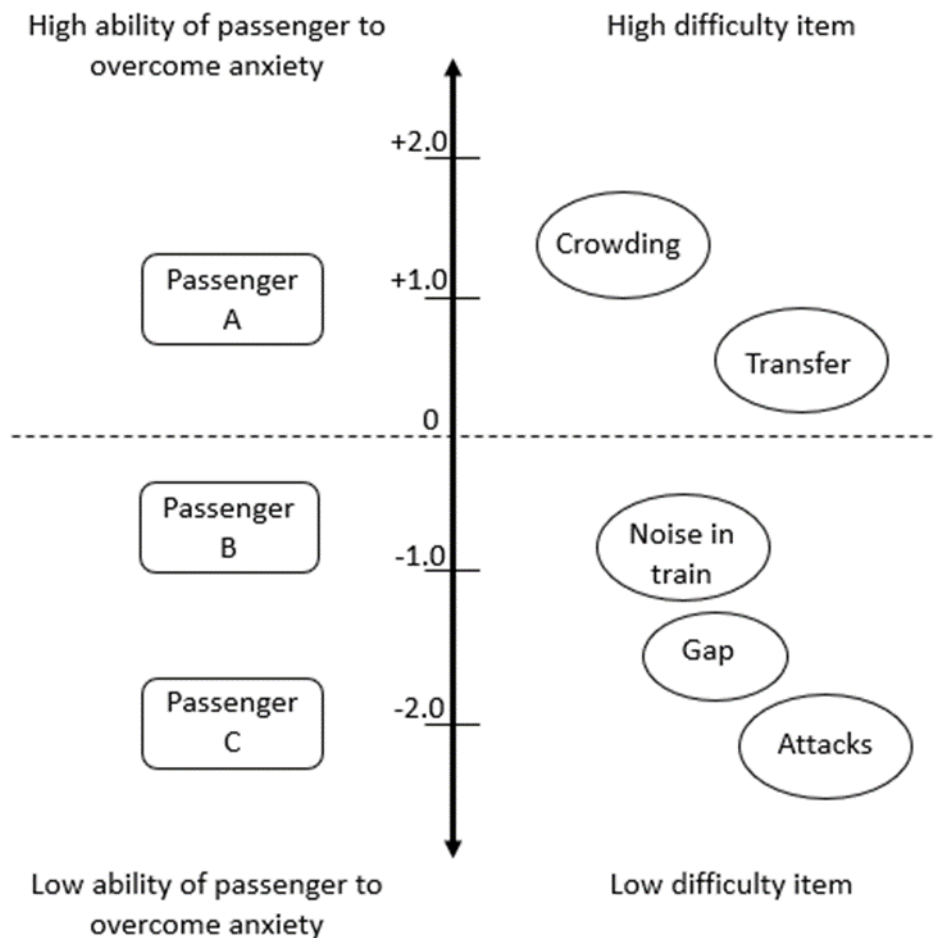 High ability of passenger to
overcome anxiety
High difficulty item
+2.0
Crowding
+1.0
Passenger
A
Transfer
0
Passenger
B
Noise in
train
-1.0
Gap
Passenger
C
-2.0
Attacks
Low ability of passenger to
overcome anxiety
Low difficulty item